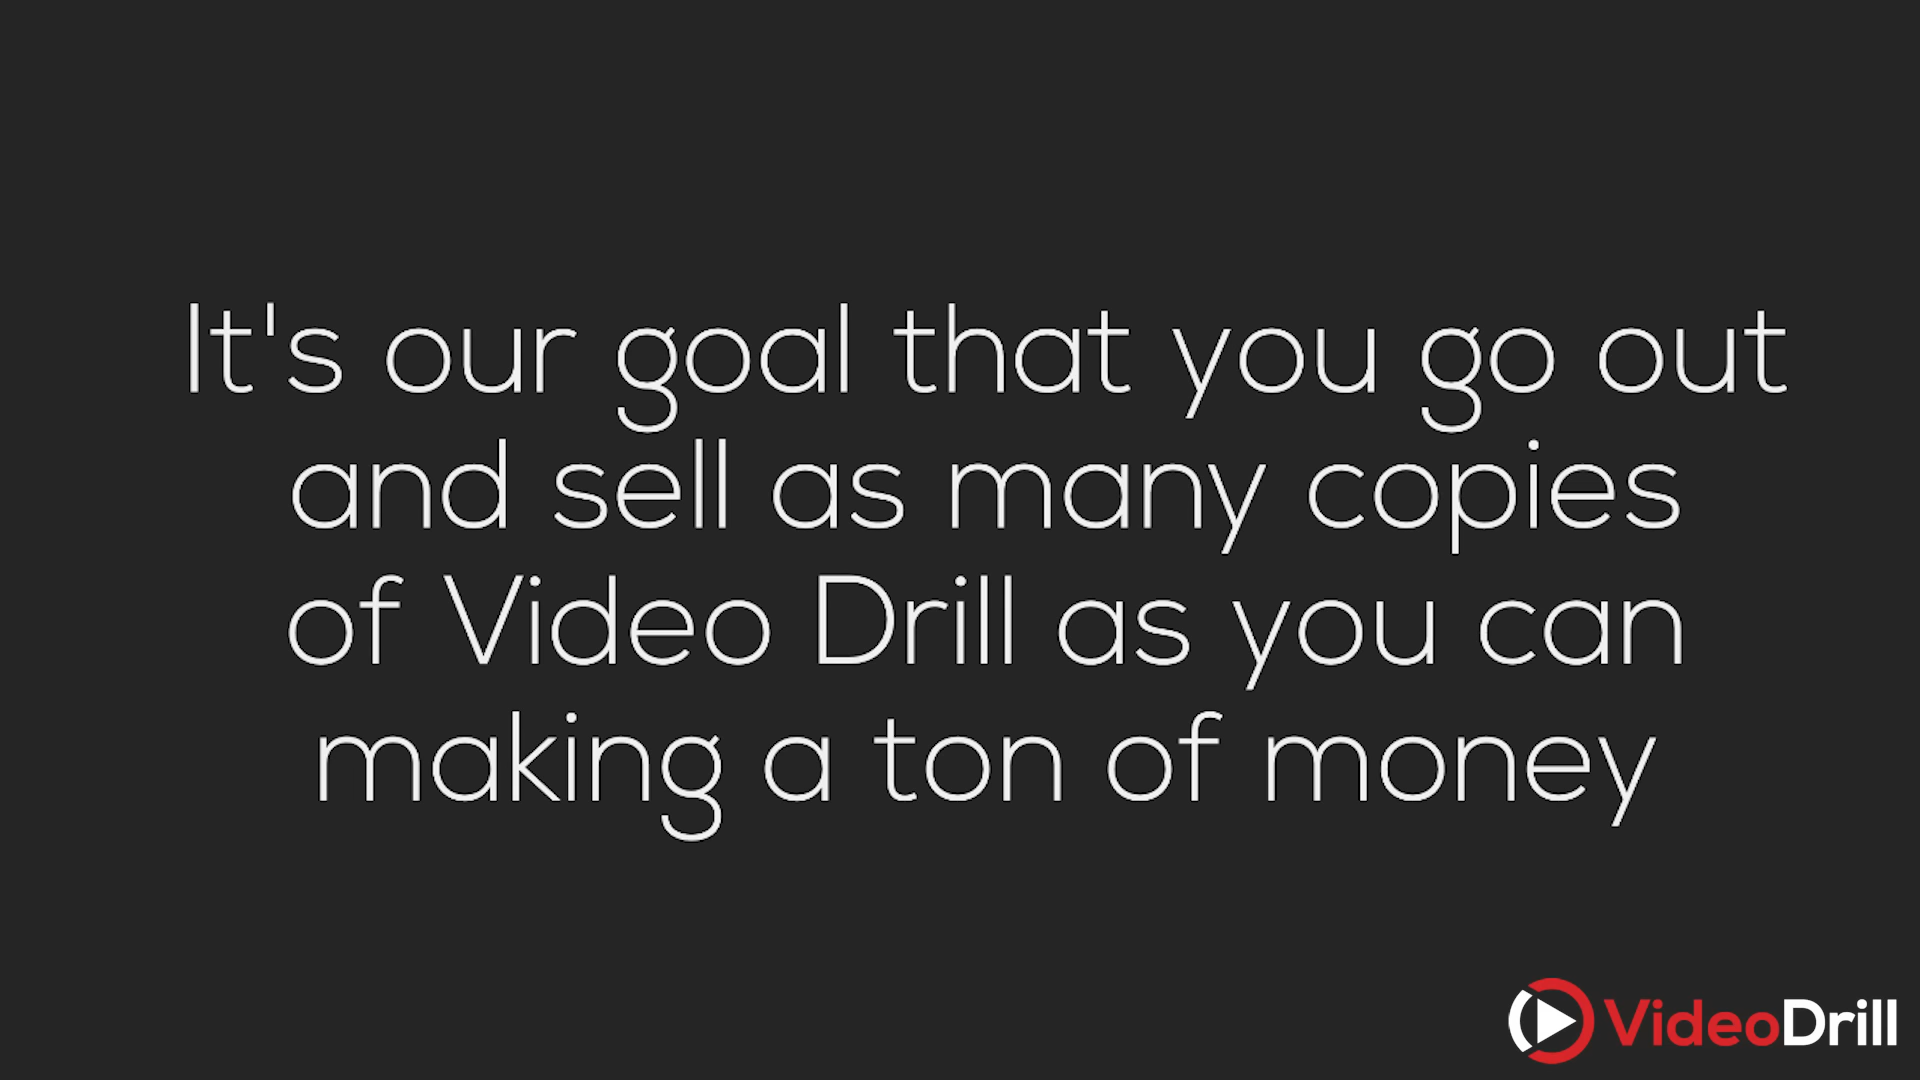 It's our goal that you go out
and sell as many copies
of Video Drill as you can
making a ton of money
VideoDrill